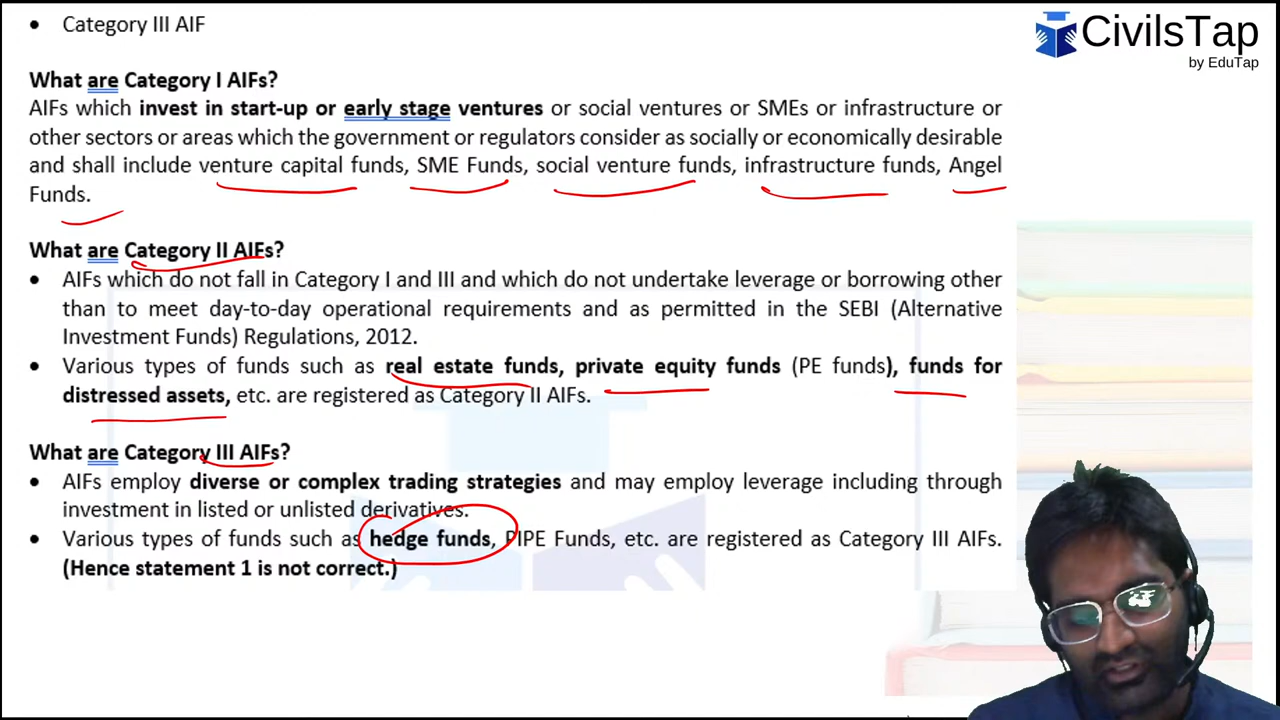 Category III AIF
CivilsTap
by EduTap
What are Category I AIFs?
AIFs which invest in start-up or early stage ventures or social ventures or SMEs or infrastructure or
other sectors or areas which the government or regulators consider as socially or economically desirable
and shall include venture capital funds, SME Funds, social venture funds, infrastructure funds, Angel
Funds.
What are Category II AIFs?
AIFs which do not fall in Category I and III and which do not undertake leverage or borrowing other
than to meet day-to-day operational requirements and as permitted in the SEBI (Alternative
Investment Funds) Regulations, 2012.
Various types of funds such as real estate funds, private equity funds (PE funds), funds for
distressed assets, etc. are registered as Category II AIFs.
What are Category III AIFs?
AIFs employ diverse or complex trading strategies and may employ leverage including through
investment in listed or unlisted derivatives.
Various types of funds such as hedge funds, PIPE Funds, etc. are registered as Category III AIFs.
(Hence statement 1 is not correct.)